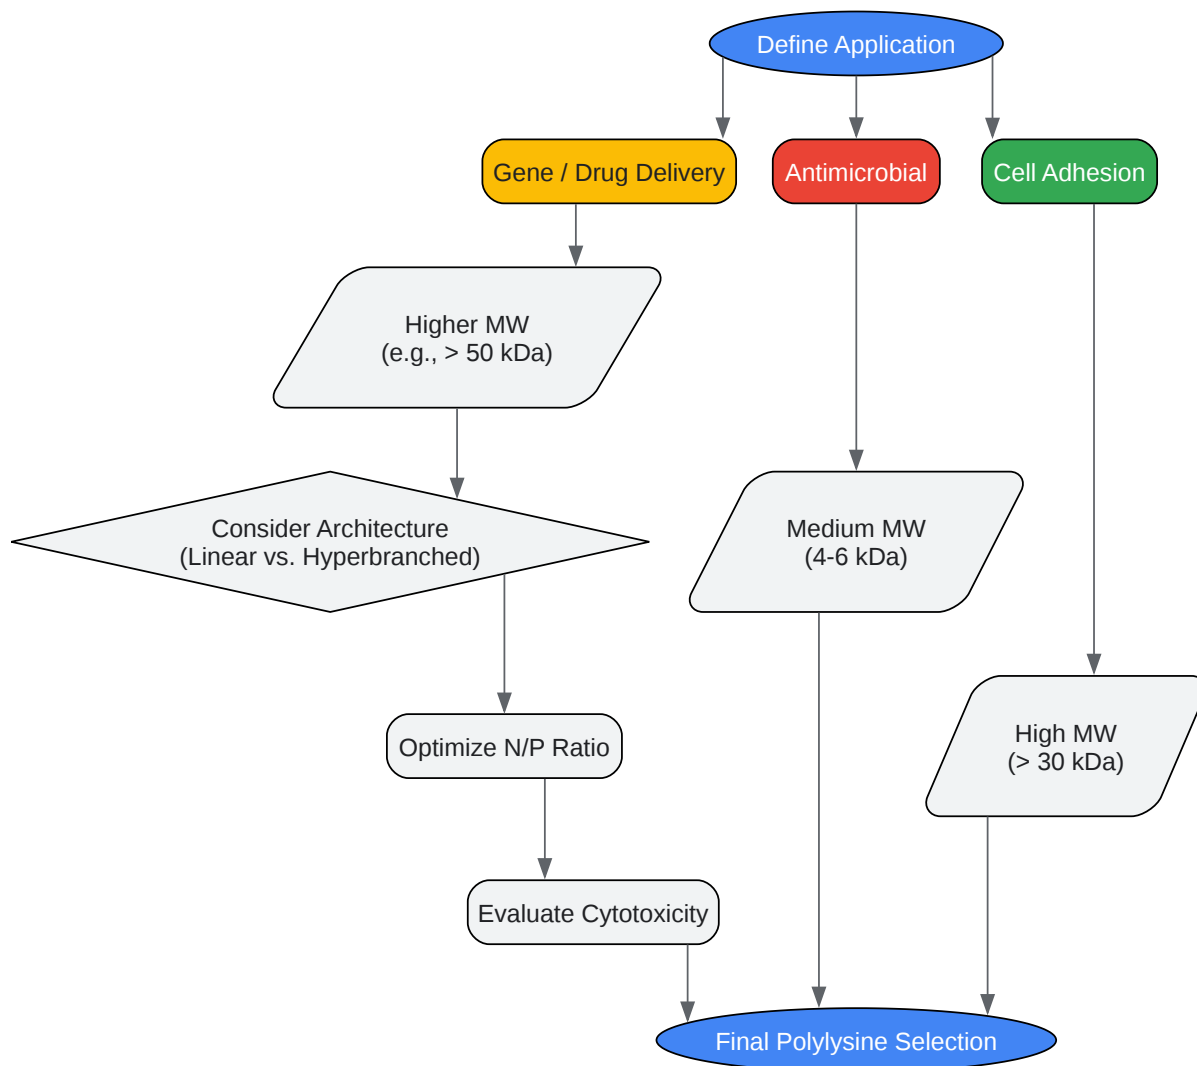 Define Application
Gene / Drug Delivery
Antimicrobial
Cell Adhesion
Higher MW
(e.g., > 50 kDa)
Consider Architecture
(Linear vs. Hyperbranched)
Medium MW
(4-6 kDa)
High MW
(> 30 kDa)
Optimize N/P Ratio
Evaluate Cytotoxicity
Final Polylysine Selection